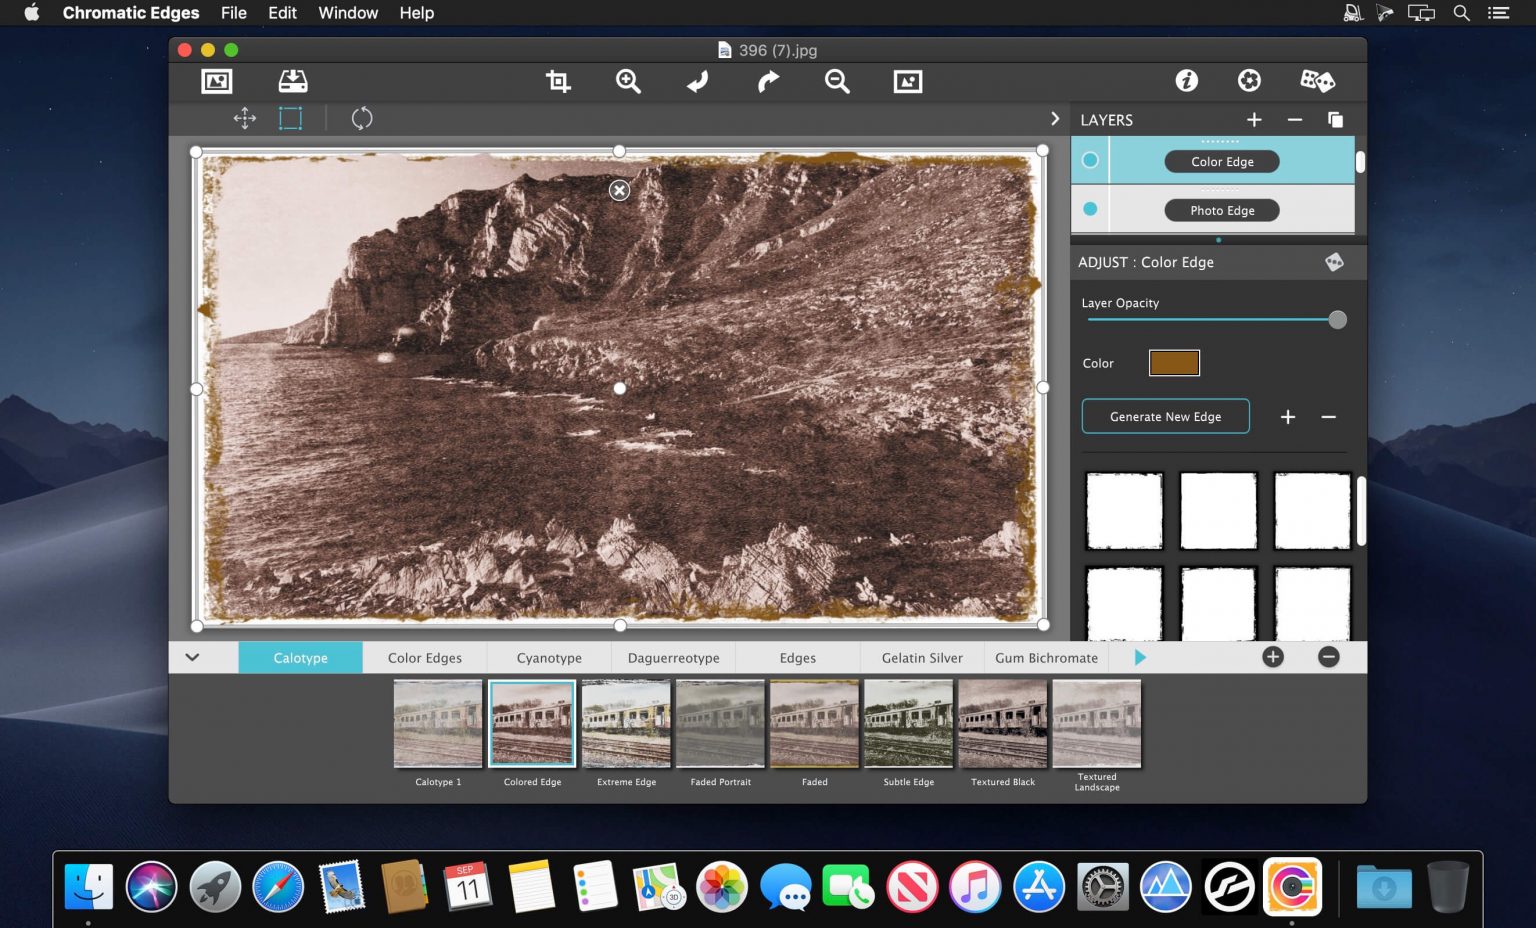 Chromatic Edges File Edit Window Help
396 (7).jpg
LAYERS
Color Edge
Photo Edge
ADJUST : Color Edge
Layer Opacity
Color
Generate New Edge
Calotype Color Edges Cyanotype Daguerreotype Edges Gelatin Silver Gum Bichromate
Calotype 1 Colored Edge Extreme Edge Faded Portrait Faded Subtle Edge Textured Black Textured
Landscape
SEP
11
3D